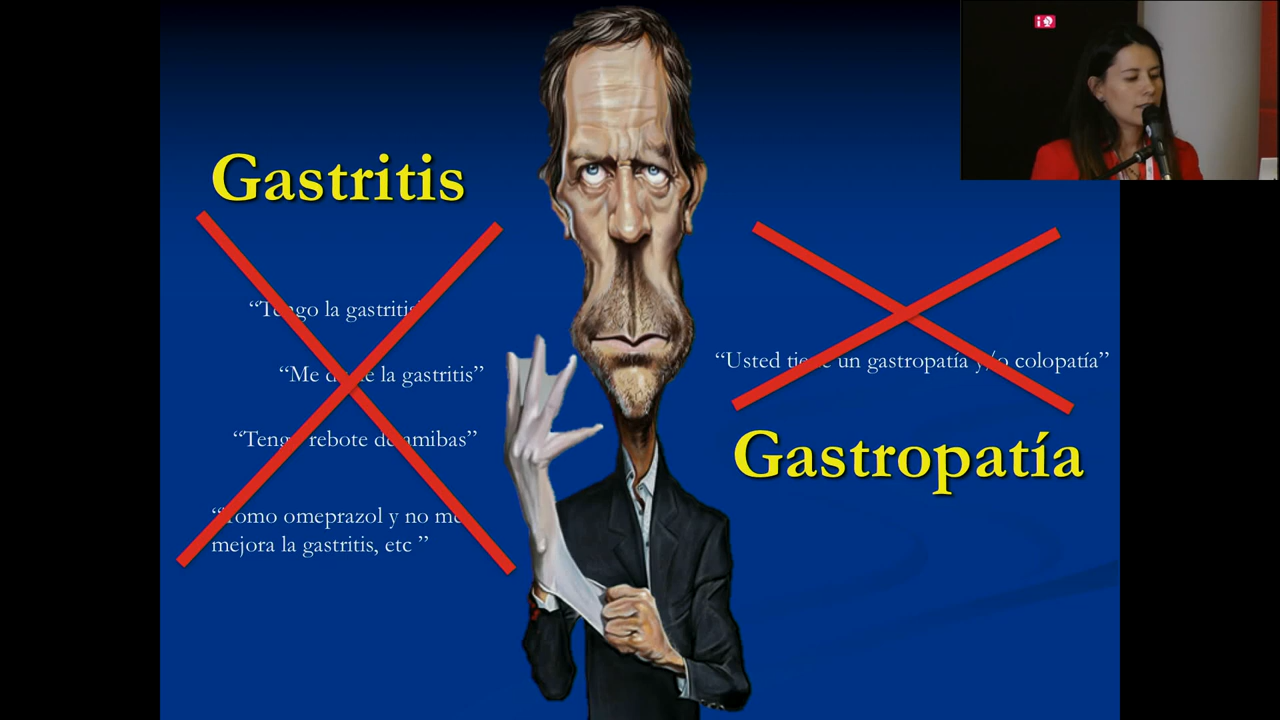 Gastritis
“Tengo la gastritis”
“Me duele la gastritis”
“Tengo rebote de amibas”
“Tomo omeprazol y no me
mejora la gastritis, etc ”
“Usted tiene un gastropatía y/o colopatía”
Gastropatía